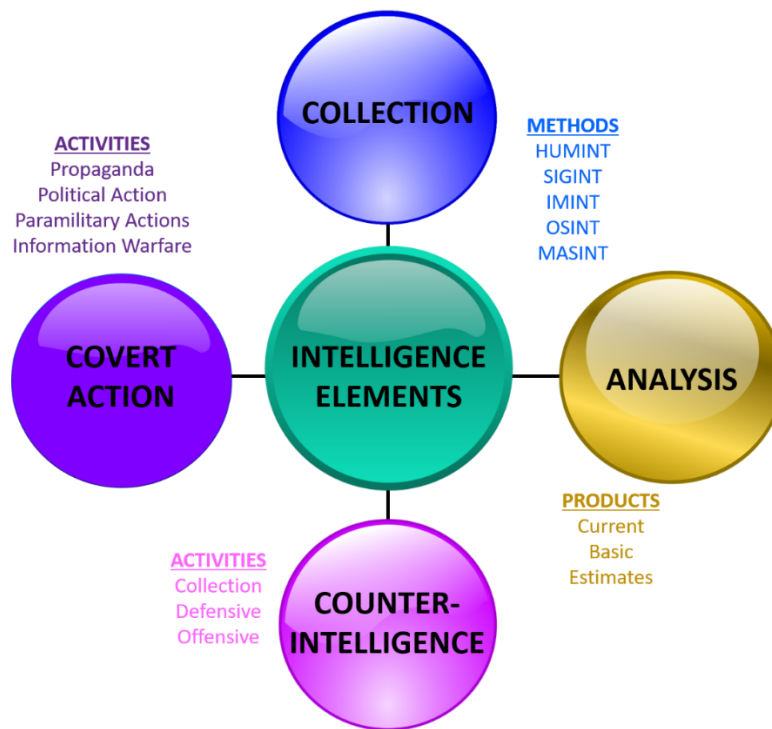 COLLECTION
METHODS
HUMINT
SIGINT
IMINT
OSINT
MASINT
ACTIVITIES
Propaganda
Political Action
Paramilitary Actions
Information Warfare
COVERT
ACTION
INTELLIGENCE
ELEMENTS
ANALYSIS
PRODUCTS
Current
Basic
Estimates
ACTIVITIES
Collection
Defensive
Offensive
COUNTER-
INTELLIGENCE